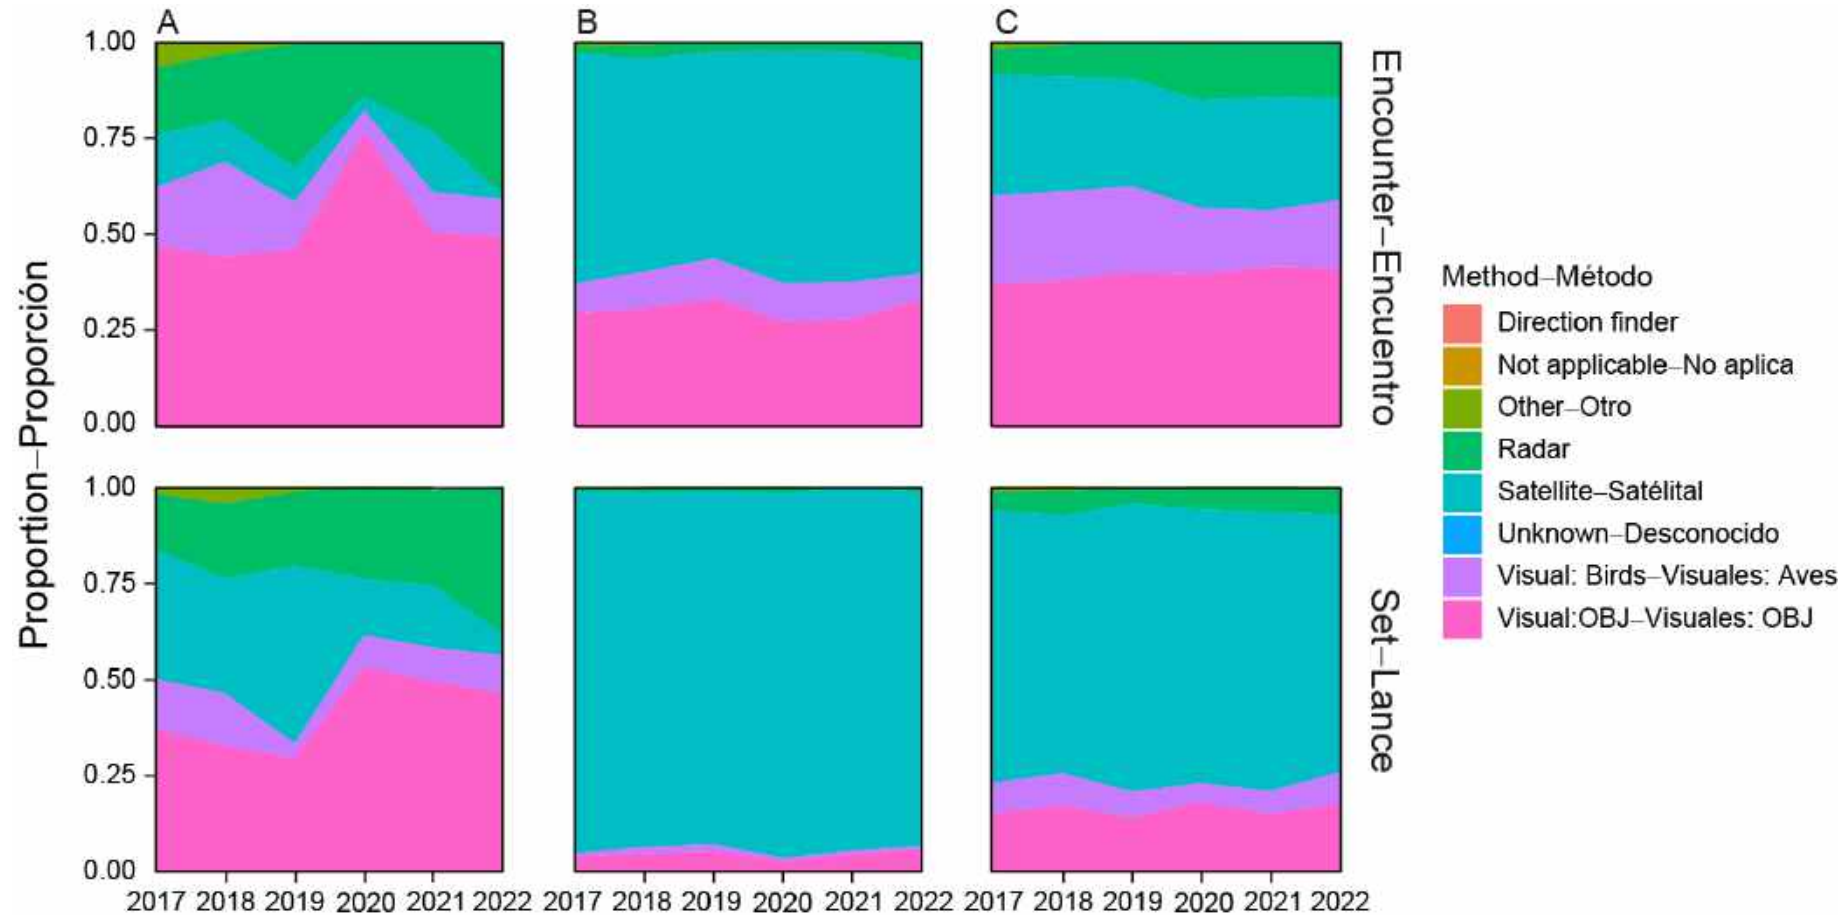 A
B
C
1.00
0.75
0.50
0.25
0.00
Encounter–Encuentro
Proportion–Proporción
1.00
0.75
0.50
0.25
0.00
Set–Lance
2017 2018 2019 2020 2021 2022
2017 2018 2019 2020 2021 2022
2017 2018 2019 2020 2021 2022
Method–Método
Direction finder
Not applicable–No aplica
Other–Otro
Radar
Satellite–Satélital
Unknown–Desconocido
Visual: Birds–Visuales: Aves
Visual:OBJ–Visuales: OBJ